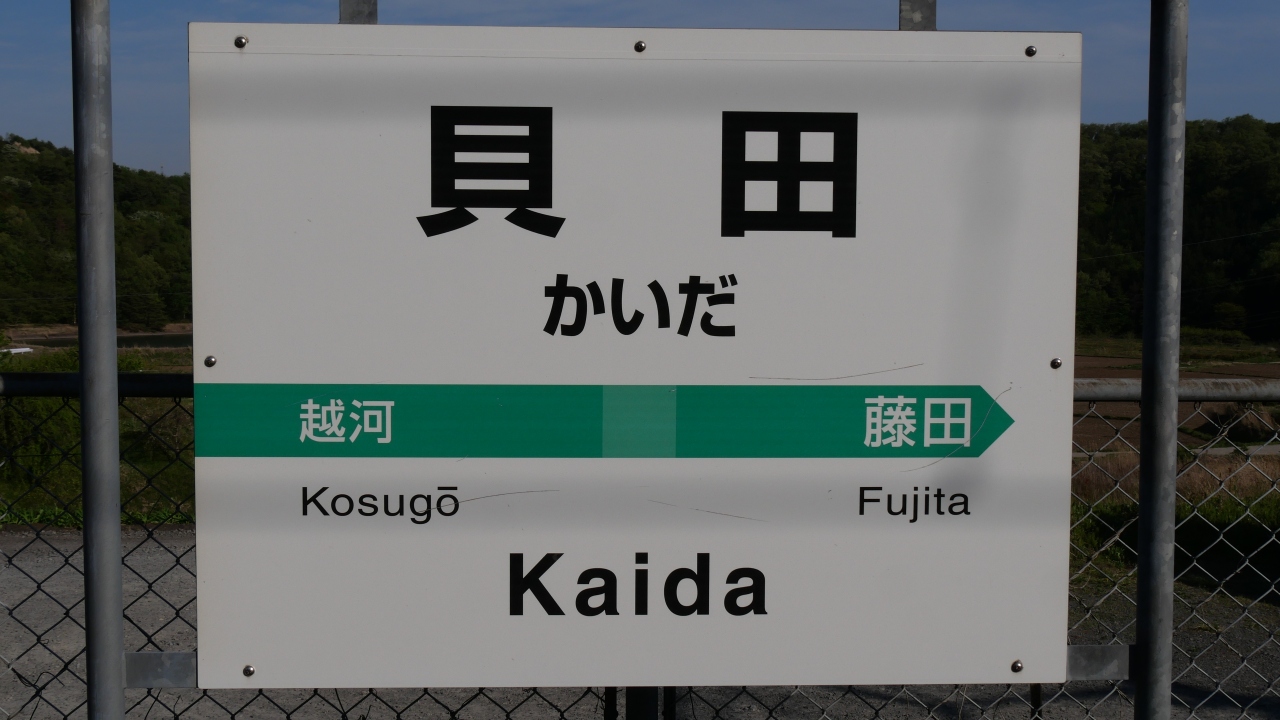 貝田
かいだ
越河 藤田
Kosugō Fujita
Kaida